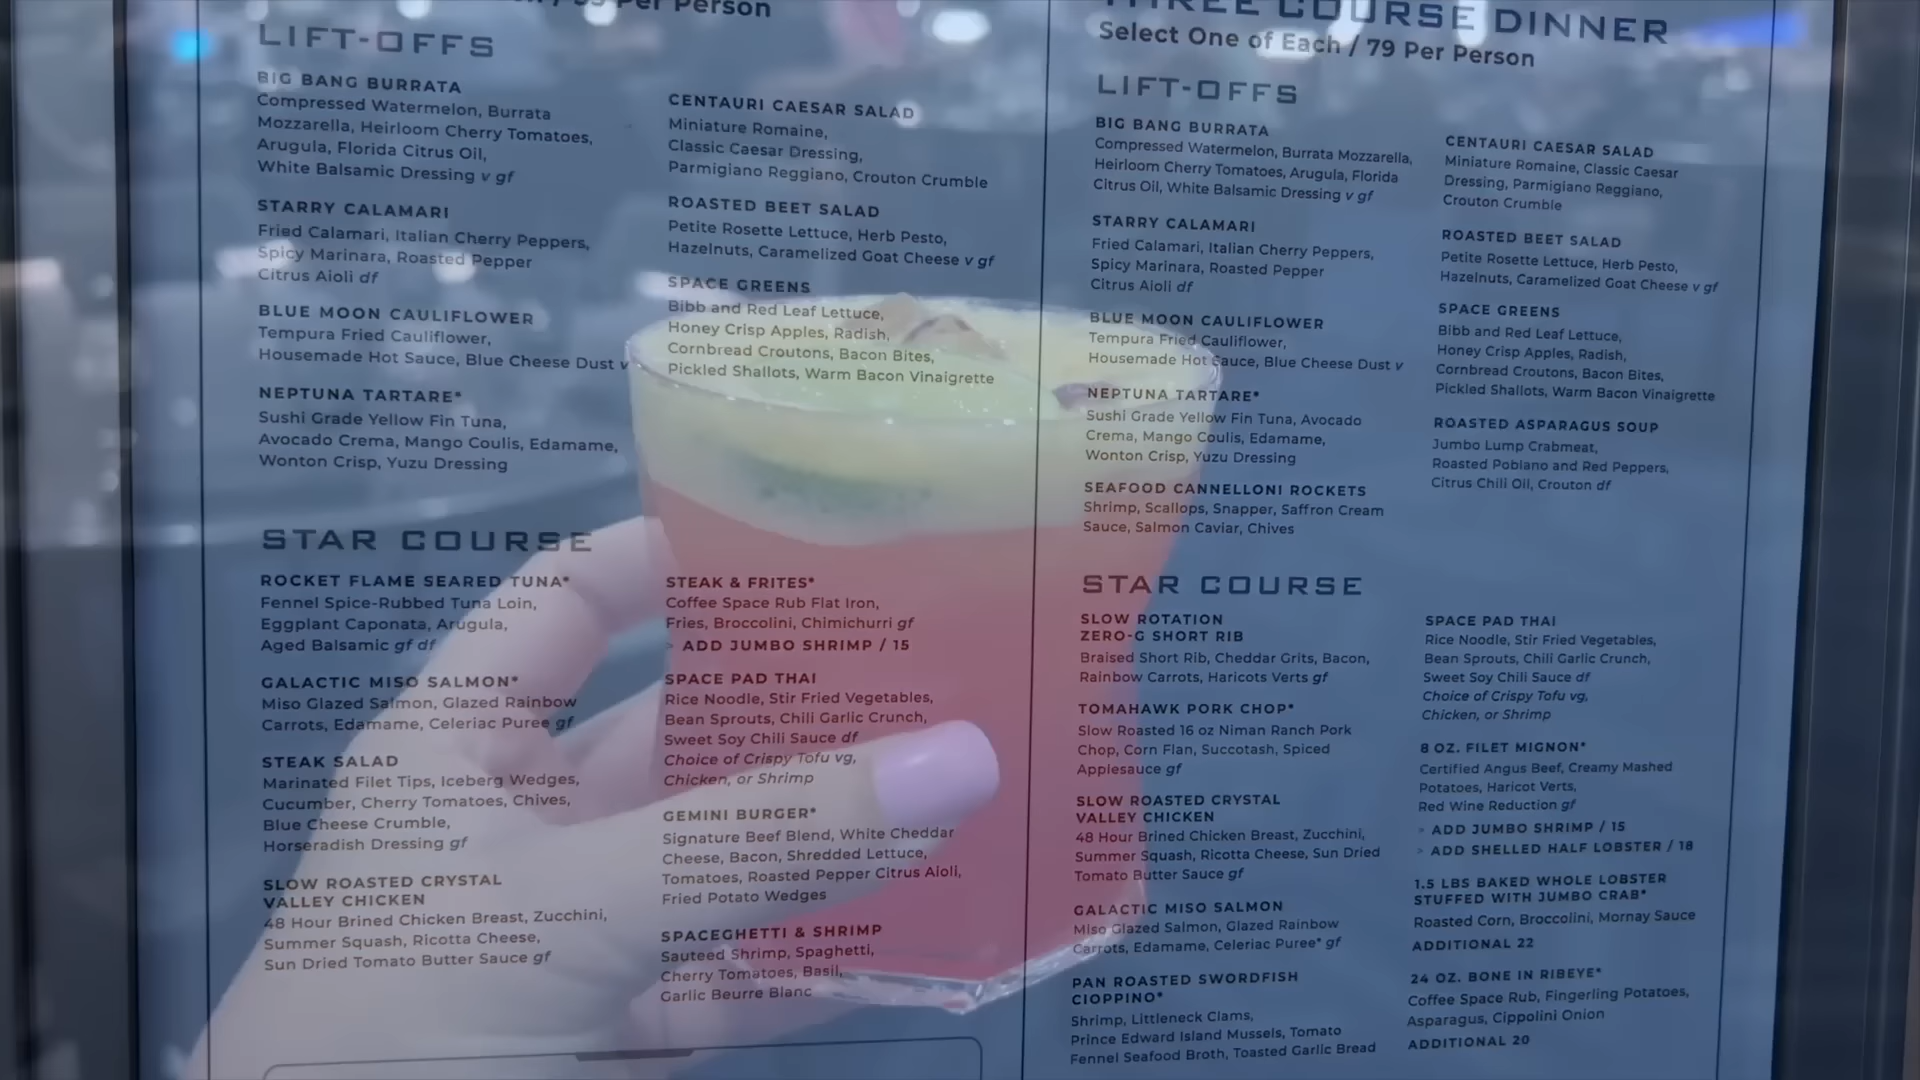 Per Person
LIFT-OFFS
BIG BANG BURRATA
Compressed Watermelon, Burrata
Mozzarella, Heirloom Cherry Tomatoes,
Arugula, Florida Citrus Oil,
White Balsamic Dressing v gf
STARRY CALAMARI
Fried Calamari, Italian Cherry Peppers,
Spicy Marinara, Roasted Pepper
Citrus Aioli df
BLUE MOON CAULIFLOWER
Tempura Fried Cauliflower,
Housemade Hot Sauce, Blue Cheese Dust v
NEPTUNA TARTARE*
Sushi Grade Yellow Fin Tuna,
Avocado Crema, Mango Coulis, Edamame,
Wonton Crisp, Yuzu Dressing
CENTAURI CAESAR SALAD
Miniature Romaine,
Classic Caesar Dressing,
Parmigiano Reggiano, Crouton Crumble
ROASTED BEET SALAD
Petite Rosette Lettuce, Herb Pesto,
Hazelnuts, Caramelized Goat Cheese v gf
SPACE GREENS
Bibb and Red Leaf Lettuce,
Honey Crisp Apples, Radish,
Cornbread Croutons, Bacon Bites,
Pickled Shallots, Warm Bacon Vinaigrette
STAR COURSE
ROCKET FLAME SEARED TUNA*
Fennel Spice-Rubbed Tuna Loin,
Eggplant Caponata, Arugula,
Aged Balsamic gf df
GALACTIC MISO SALMON*
Miso Glazed Salmon, Glazed Rainbow
Carrots, Edamame, Celeriac Puree gf
STEAK SALAD
Marinated Filet Tips, Iceberg Wedges,
Cucumber, Cherry Tomatoes, Chives,
Blue Cheese Crumble,
Horseradish Dressing gf
SLOW ROASTED CRYSTAL
VALLEY CHICKEN
48 Hour Brined Chicken Breast, Zucchini,
Summer Squash, Ricotta Cheese,
Sun Dried Tomato Butter Sauce gf
STEAK & FRITES*
Coffee Space Rub Flat Iron,
Fries, Broccolini, Chimichurri gf
> ADD JUMBO SHRIMP / 15
SPACE PAD THAI
Rice Noodle, Stir Fried Vegetables,
Bean Sprouts, Chili Garlic Crunch,
Sweet Soy Chili Sauce df
Choice of Crispy Tofu vg,
Chicken, or Shrimp
GEMINI BURGER*
Signature Beef Blend, White Cheddar
Cheese, Bacon, Shredded Lettuce,
Tomatoes, Roasted Pepper Citrus Aioli,
Fried Potato Wedges
SPACEGHETTI & SHRIMP
Sauteed Shrimp, Spaghetti,
Cherry Tomatoes, Basil,
Garlic Beurre Blanc
THREE COURSE DINNER
Select One of Each / 79 Per Person
LIFT-OFFS
BIG BANG BURRATA
Compressed Watermelon, Burrata Mozzarella,
Heirloom Cherry Tomatoes, Arugula, Florida
Citrus Oil, White Balsamic Dressing v gf
STARRY CALAMARI
Fried Calamari, Italian Cherry Peppers,
Spicy Marinara, Roasted Pepper
Citrus Aioli df
BLUE MOON CAULIFLOWER
Tempura Fried Cauliflower,
Housemade Hot Sauce, Blue Cheese Dust v
NEPTUNA TARTARE*
Sushi Grade Yellow Fin Tuna, Avocado
Crema, Mango Coulis, Edamame,
Wonton Crisp, Yuzu Dressing
SEAFOOD CANNELLONI ROCKETS
Shrimp, Scallops, Snapper, Saffron Cream
Sauce, Salmon Caviar, Chives
CENTAURI CAESAR SALAD
Miniature Romaine, Classic Caesar
Dressing, Parmigiano Reggiano,
Crouton Crumble
ROASTED BEET SALAD
Petite Rosette Lettuce, Herb Pesto,
Hazelnuts, Caramelized Goat Cheese v gf
SPACE GREENS
Bibb and Red Leaf Lettuce,
Honey Crisp Apples, Radish,
Cornbread Croutons, Bacon Bites,
Pickled Shallots, Warm Bacon Vinaigrette
ROASTED ASPARAGUS SOUP
Jumbo Lump Crabmeat,
Roasted Poblano and Red Peppers,
Citrus Chili Oil, Crouton df
STAR COURSE
SLOW ROTATION
ZERO-G SHORT RIB
Braised Short Rib, Cheddar Grits, Bacon,
Rainbow Carrots, Haricots Verts gf
TOMAHAWK PORK CHOP*
Slow Roasted 16 oz Niman Ranch Pork
Chop, Corn Flan, Succotash, Spiced
Applesauce gf
SLOW ROASTED CRYSTAL
VALLEY CHICKEN
48 Hour Brined Chicken Breast, Zucchini,
Summer Squash, Ricotta Cheese, Sun Dried
Tomato Butter Sauce gf
GALACTIC MISO SALMON
Miso Glazed Salmon, Glazed Rainbow
Carrots, Edamame, Celeriac Puree* gf
PAN ROASTED SWORDFISH
CIOPPINO*
Shrimp, Littleneck Clams,
Prince Edward Island Mussels, Tomato
Fennel Seafood Broth, Toasted Garlic Bread
SPACE PAD THAI
Rice Noodle, Stir Fried Vegetables,
Bean Sprouts, Chili Garlic Crunch,
Sweet Soy Chili Sauce df
Choice of Crispy Tofu vg,
Chicken, or Shrimp
8 OZ. FILET MIGNON*
Certified Angus Beef, Creamy Mashed
Potatoes, Haricot Verts,
Red Wine Reduction gf
> ADD JUMBO SHRIMP / 15
> ADD SHELLED HALF LOBSTER / 18
1.5 LBS BAKED WHOLE LOBSTER
STUFFED WITH JUMBO CRAB*
Roasted Corn, Broccolini, Mornay Sauce
ADDITIONAL 22
24 OZ. BONE IN RIBEYE*
Coffee Space Rub, Fingerling Potatoes,
Asparagus, Cippolini Onion
ADDITIONAL 20